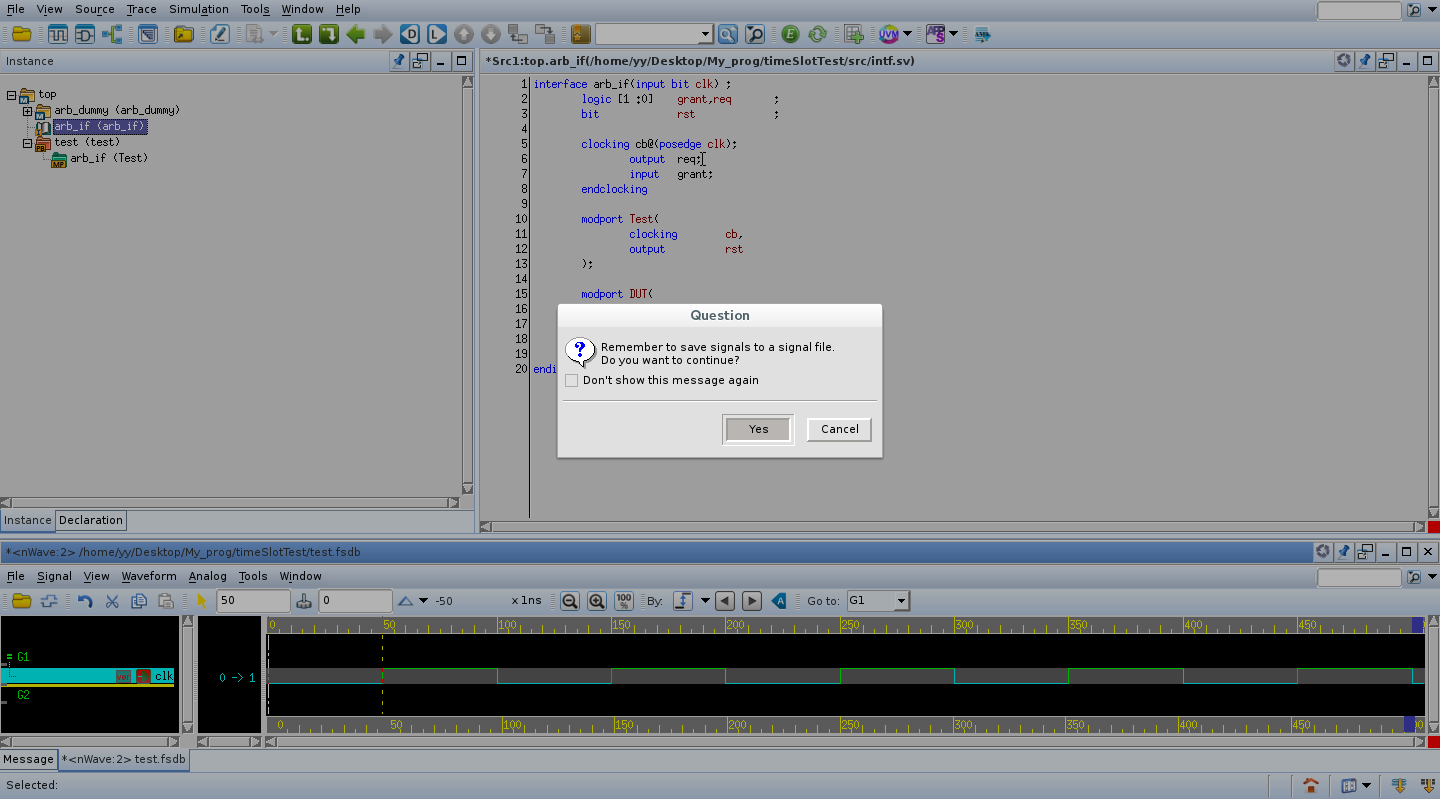 File View Source Trace Simulation Tools Window Help
Instance
*Src1:top.arb_if(/home/yy/Desktop/My_prog/timeSlotTest/src/intf.sv)
top
arb_dummy (arb_dummy)
arb_if (arb_if)
test (test)
arb_if (Test)
Instance Declaration
1 interface arb_if(input bit clk) ;
2 logic [1 :0] grant,req ;
3 bit rst ;
4
5 clocking cb@(posedge clk);
6 output req;
7 input grant;
8 endclocking
9
10 modport Test(
11 clocking cb,
12 output rst
13 );
14
15 modport DUT(
16
17
18
19
20 endi
Question
Remember to save signals to a signal file.
Do you want to continue?
Don't show this message again
Yes Cancel
*<nWave:2> /home/yy/Desktop/My_prog/timeSlotTest/test.fsdb
File Signal View Waveform Analog Tools Window
50 0 -50 x 1ns 100 % By: Go to: G1
0 50 100 150 200 250 300 350 400 450
= G1
clk 0 -> 1
G2
0 50 100 150 200 250 300 350 400 450
Message *<nWave:2> test.fsdb
Selected: